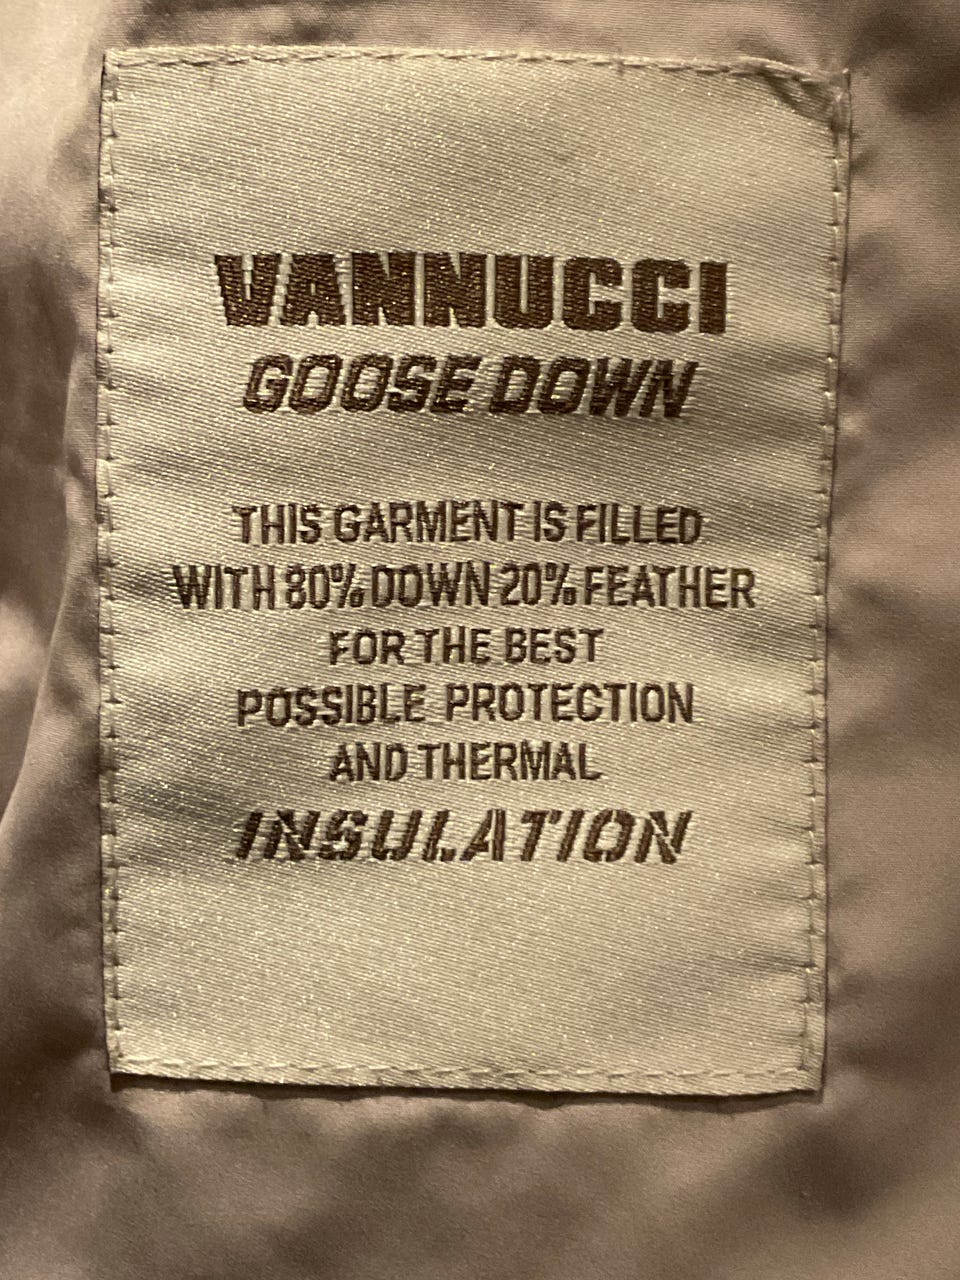 VANNUCCI
GOOSE DOWN
THIS GARMENT IS FILLED
WITH 80% DOWN 20% FEATHER
FOR THE BEST
POSSIBLE PROTECTION
AND THERMAL
INSULATION